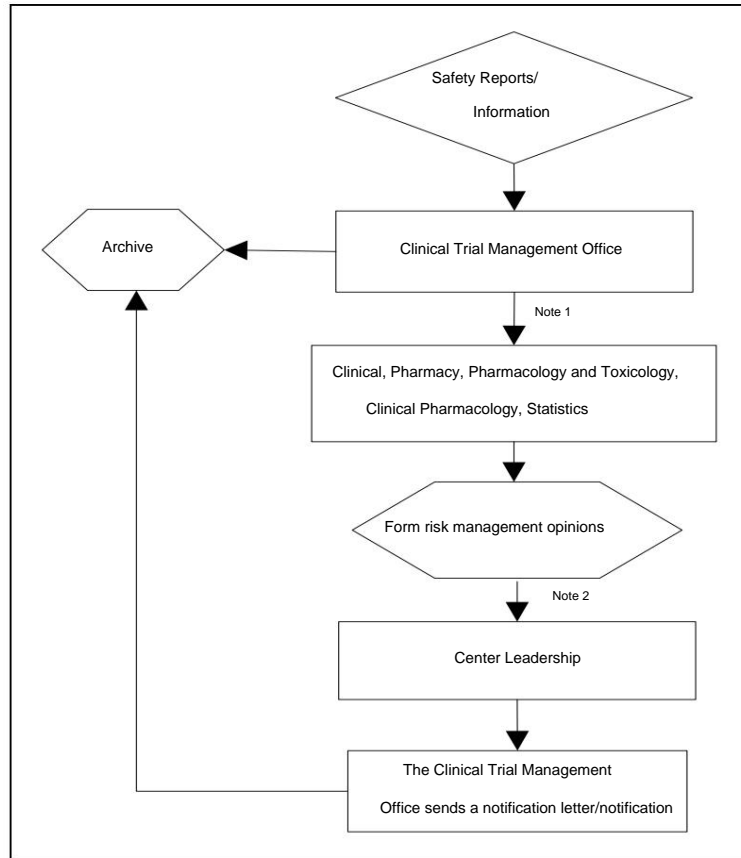 Safety Reports/
Information
Archive
Clinical Trial Management Office
Note 1
Clinical, Pharmacy, Pharmacology and Toxicology,
Clinical Pharmacology, Statistics
Form risk management opinions
Note 2
Center Leadership
The Clinical Trial Management
Office sends a notification letter/notification